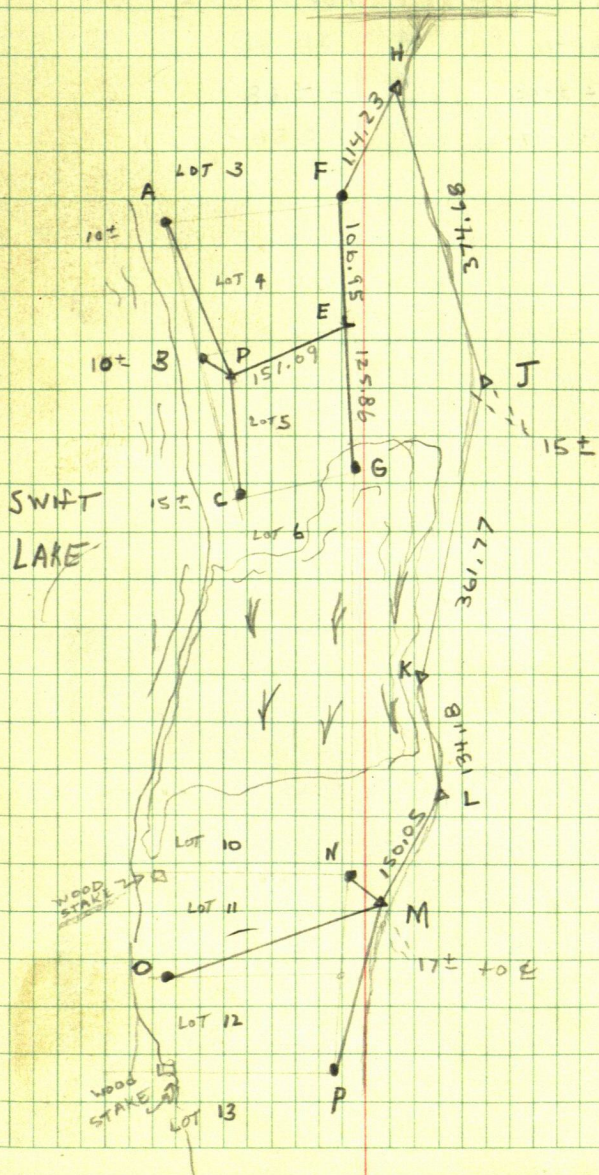 H
114.23
LOT 3
F
A
374.68
10±
106.95
LOT 4
E
10± B
P
151.09
J
125.86
LOT 5
15±
G
15± C
SWIFT
LAKE
LOT 6
361.77
K
134.18
L
LOT 10
N
150.05
WOOD
STAKE
LOT 11
M
17± to ℄
O
LOT 12
WOOD
STAKE
P
LOT 13